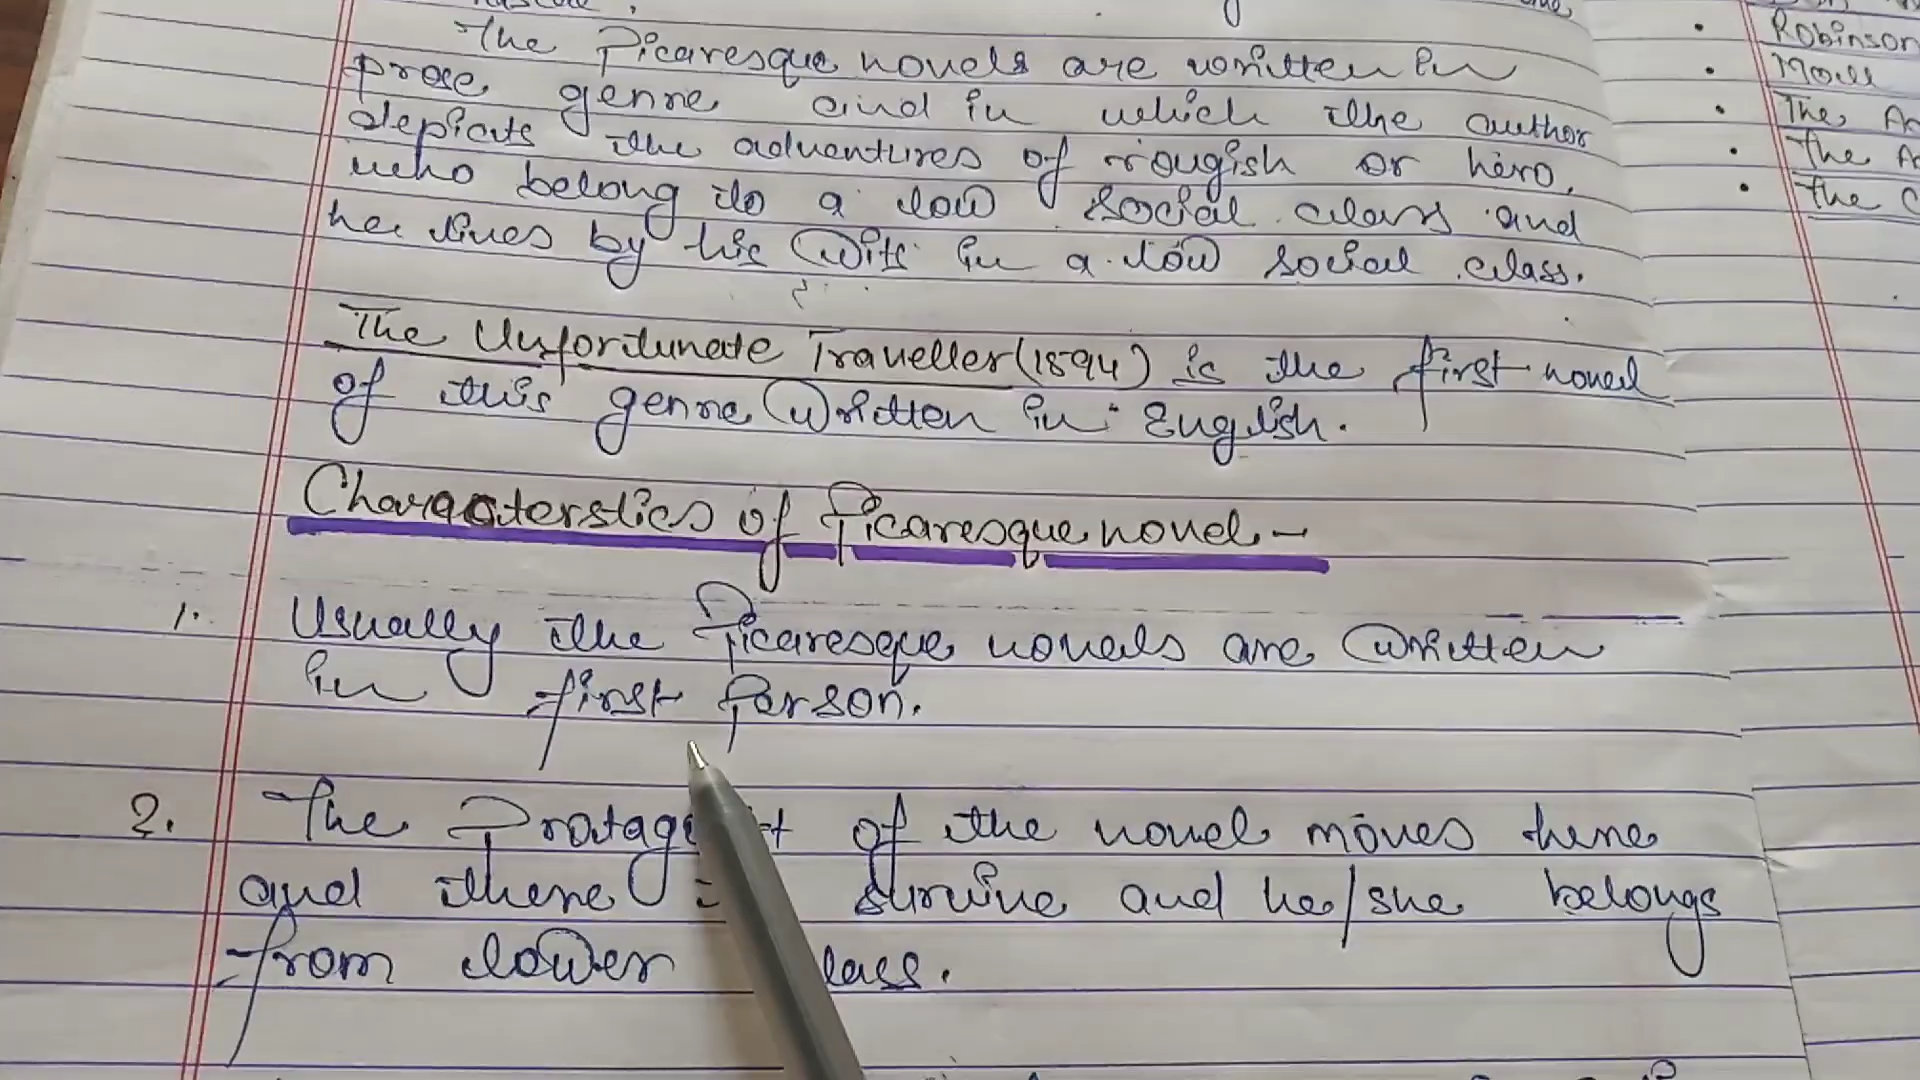 The Picaresque novels are written in
prose genre and in which the author
depicts the adventures of rougish or hero,
who belong to a low social class and
he lives by his wits in a low social class.
The Unfortunate Traveller (1594) is the first novel
of this genre written in English.
Characterstics of Picaresque novel -
1. Usually the Picaresque novels are written
in first person.
2. The Protag t of the novel moves here
and there survive and he/she belongs
from lower lass.
• Robinson
• Moll
• The A
• The A
• The C